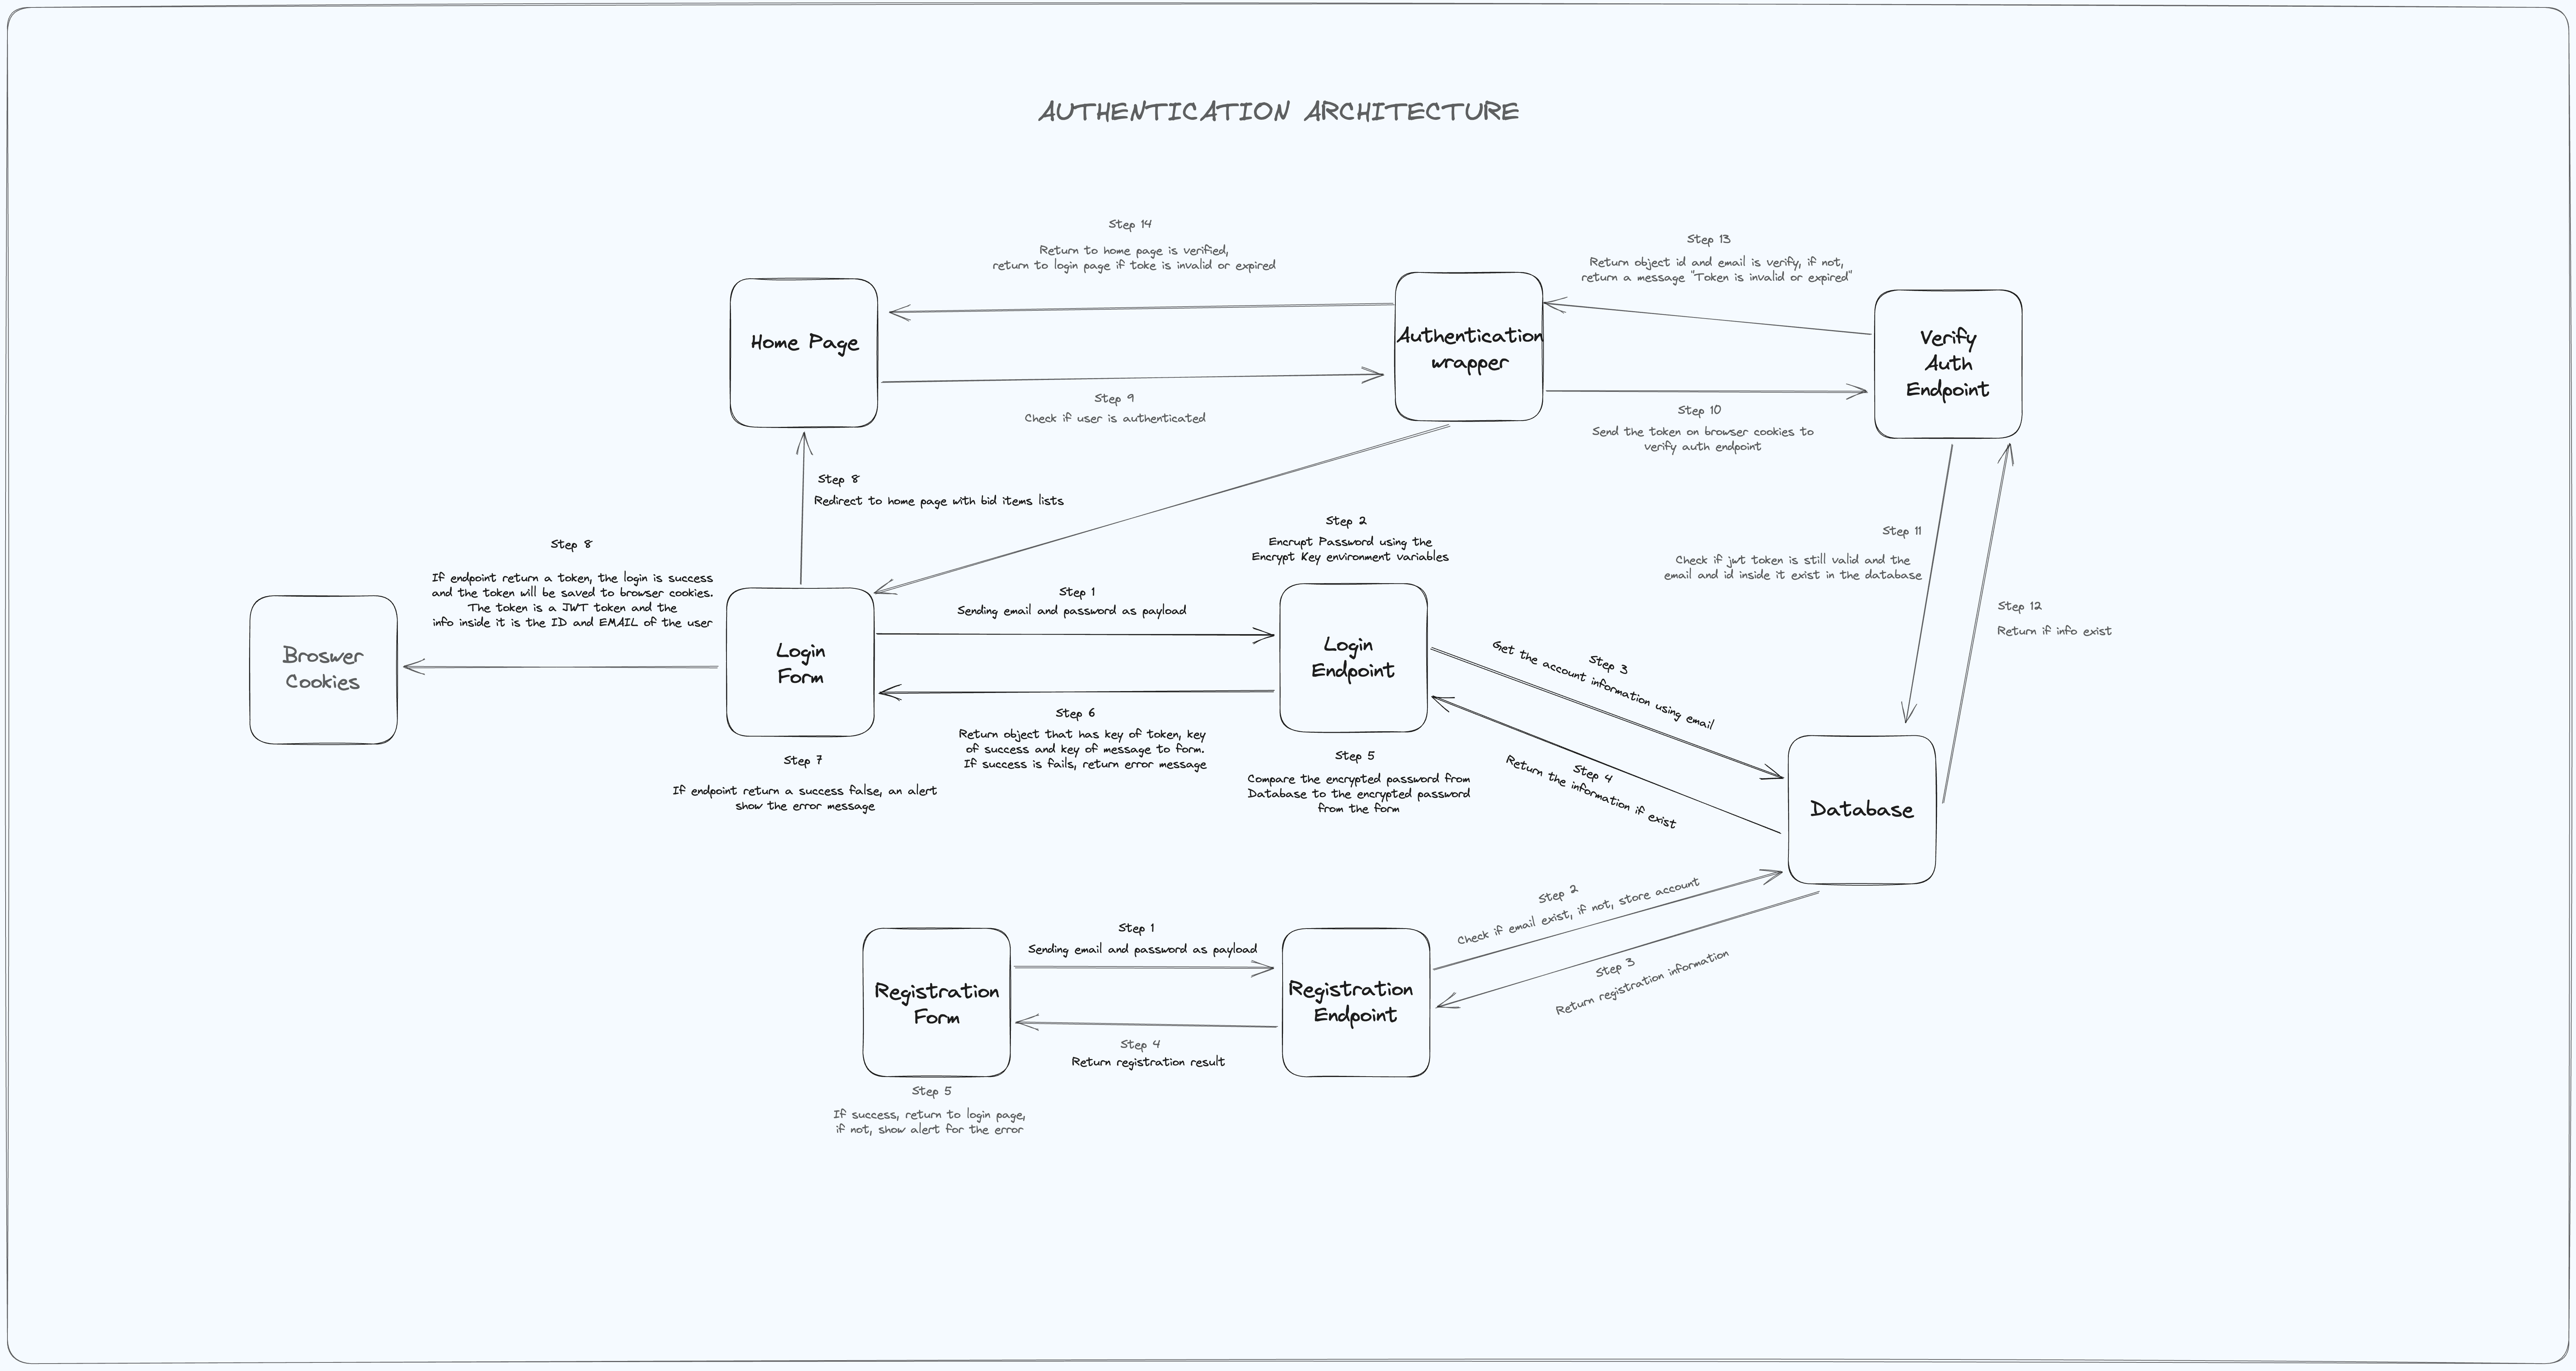 AUTHENTICATION ARCHITECTURE
Step 14
Return to home page is verified,
return to login page if toke is invalid or expired
Step 13
Return object id and email is verify, if not,
return a message "Token is invalid or expired"
Home Page
Authentication
wrapper
Verify
Auth
Endpoint
Step 9
Check if user is authenticated
Step 10
Send the token on browser cookies to
verify auth endpoint
Step 8
Redirect to home page with bid items lists
Step 8
If endpoint return a token, the login is success
and the token will be saved to browser cookies.
The token is a JWT token and the
info inside it is the ID and EMAIL of the user
Step 2
Encrupt Password using the
Encrypt Key environment variables
Step 11
Check if jwt token is still valid and the
email and id inside it exist in the database
Step 12
Return if info exist
Broswer
Cookies
Login
Form
Step 1
Sending email and password as payload
Login
Endpoint
Step 3
Get the account information using email
Step 6
Return object that has key of token, key
of success and key of message to form.
If success is fails, return error message
Step 7
If endpoint return a success false, an alert
show the error message
Step 5
Compare the encrypted password from
Database to the encrypted password
from the form
Step 4
Return the information if exist
Database
Step 2
Check if email exist, if not, store account
Step 3
Return registration information
Registration
Form
Step 1
Sending email and password as payload
Registration
Endpoint
Step 4
Return registration result
Step 5
If success, return to login page,
if not, show alert for the error